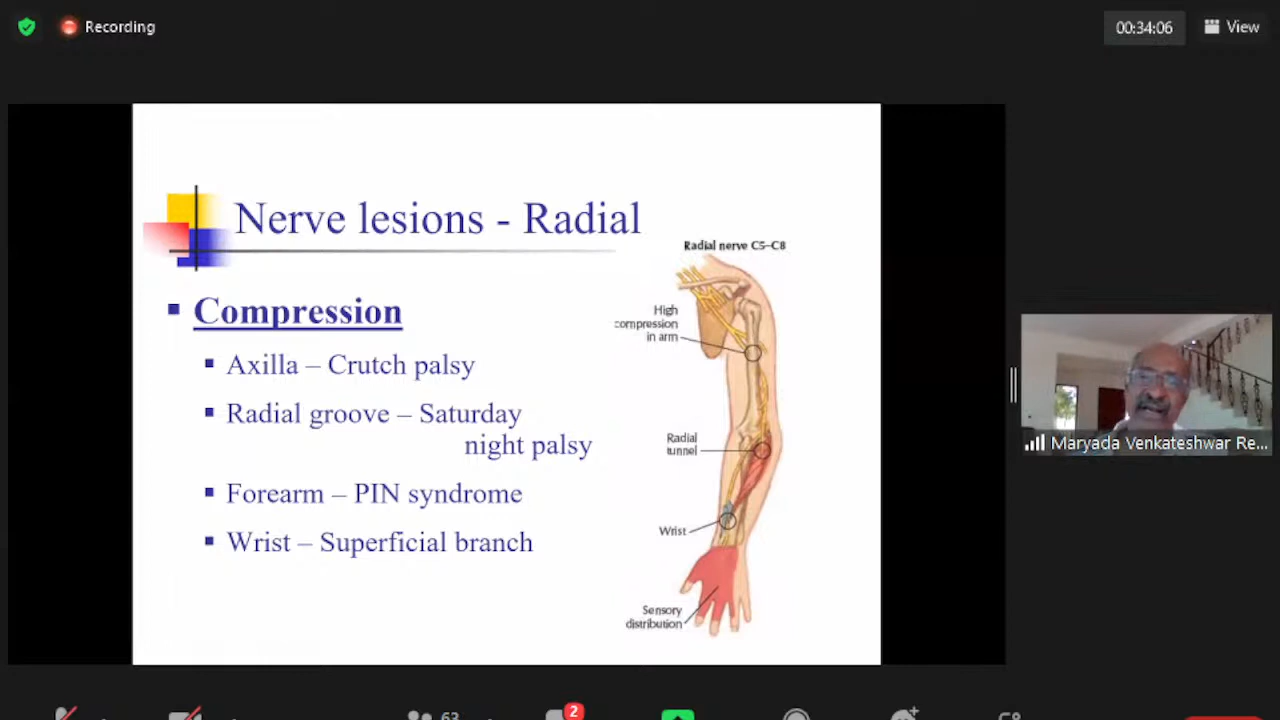 Recording
00:34:06
View
Nerve lesions - Radial
Radial nerve C5–C8
Compression
Axilla – Crutch palsy
Radial groove – Saturday
night palsy
Forearm – PIN syndrome
Wrist – Superficial branch
High
compression
in arm
Radial
tunnel
Wrist
Sensory
distribution
Maryada Venkateshwar Re...
63
2